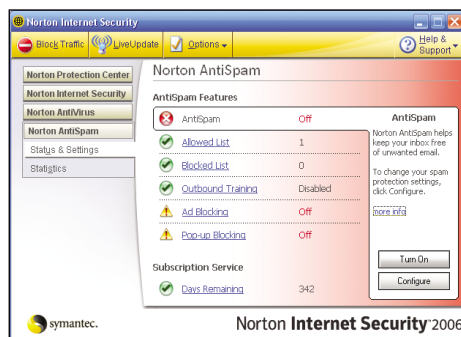 Norton Internet Security
Block Traffic LiveUpdate Options Help & Support
Norton Protection Center
Norton Internet Security
Norton AntiVirus
Norton AntiSpam
Status & Settings
Statistics
Norton AntiSpam
AntiSpam Features
AntiSpam Off
Allowed List 1
Blocked List 0
Outbound Training Disabled
Ad Blocking Off
Pop-up Blocking Off
Subscription Service
Days Remaining 342
AntiSpam
Norton AntiSpam helps
keep your inbox free
of unwanted email.
To change your spam
protection settings,
click Configure.
more info
Turn On
Configure
symantec.
Norton Internet Security 2006